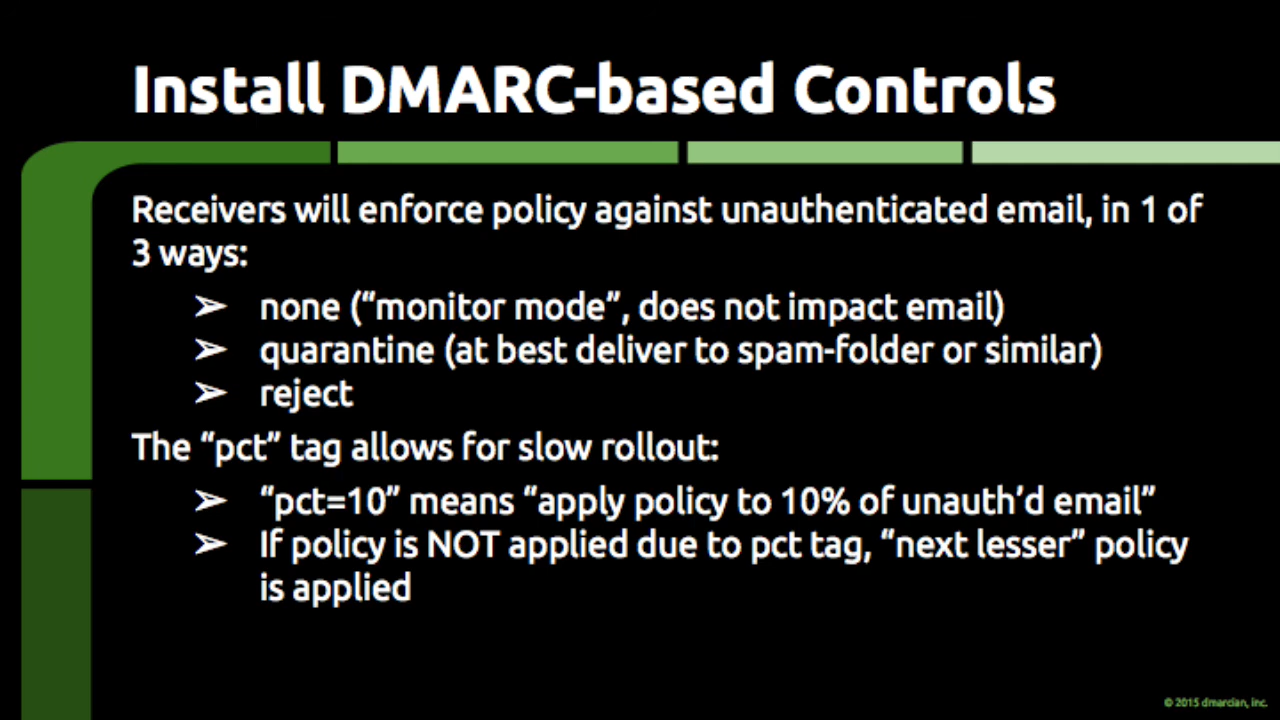 Install DMARC-based Controls
Receivers will enforce policy against unauthenticated email, in 1 of
3 ways:
➢ none (“monitor mode”, does not impact email)
➢ quarantine (at best deliver to spam-folder or similar)
➢ reject
The “pct” tag allows for slow rollout:
➢ “pct=10” means “apply policy to 10% of unauth’d email”
➢ If policy is NOT applied due to pct tag, “next lesser” policy
is applied
© 2015 dmarcian, inc.